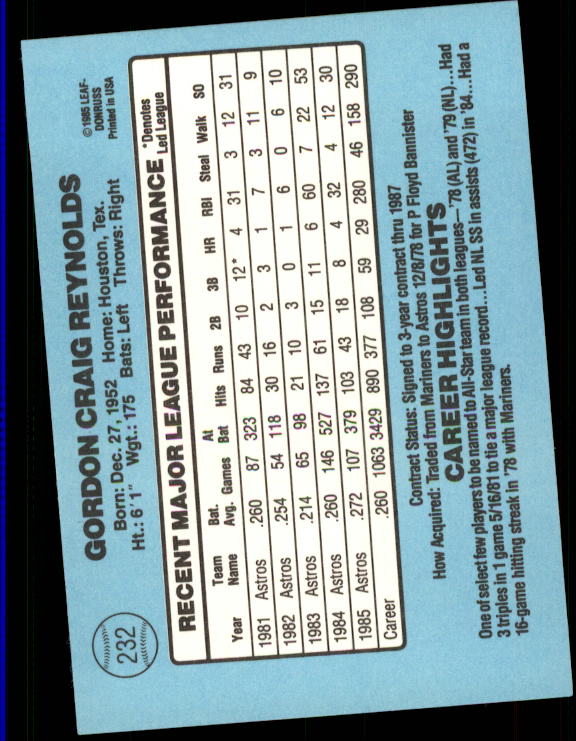 232
GORDON CRAIG REYNOLDS
Born: Dec. 27, 1952 Home: Houston, Tex.
Ht.: 6'1" Wgt.: 175 Bats: Left Throws: Right
©1985 LEAF-
DONRUSS
Printed in USA
RECENT MAJOR LEAGUE PERFORMANCE
*Denotes
Led League
Year Team Name Bat. Avg. Games At Bat Hits Runs 2B 3B HR RBI Steal Walk SO
1981 Astros .260 87 323 84 43 10 12* 4 31 3 12 31
1982 Astros .254 54 118 30 16 2 3 1 7 3 11 9
1983 Astros .214 65 98 21 10 3 0 1 6 0 6 10
1984 Astros .260 146 527 137 61 15 11 6 60 7 22 53
1985 Astros .272 107 379 103 43 18 8 4 32 4 12 30
Career .260 1063 3429 890 377 108 59 29 280 46 158 290
Contract Status: Signed to 3-year contract thru 1987
How Acquired: Traded from Mariners to Astros 12/8/78 for P Floyd Bannister
CAREER HIGHLIGHTS
One of select few players to be named to All-Star team in both leagues—'78 (AL) and '79 (NL)...Had
3 triples in 1 game 5/16/81 to tie a major league record...Led NL SS in assists (472) in '84...Had a
16-game hitting streak in '78 with Mariners.